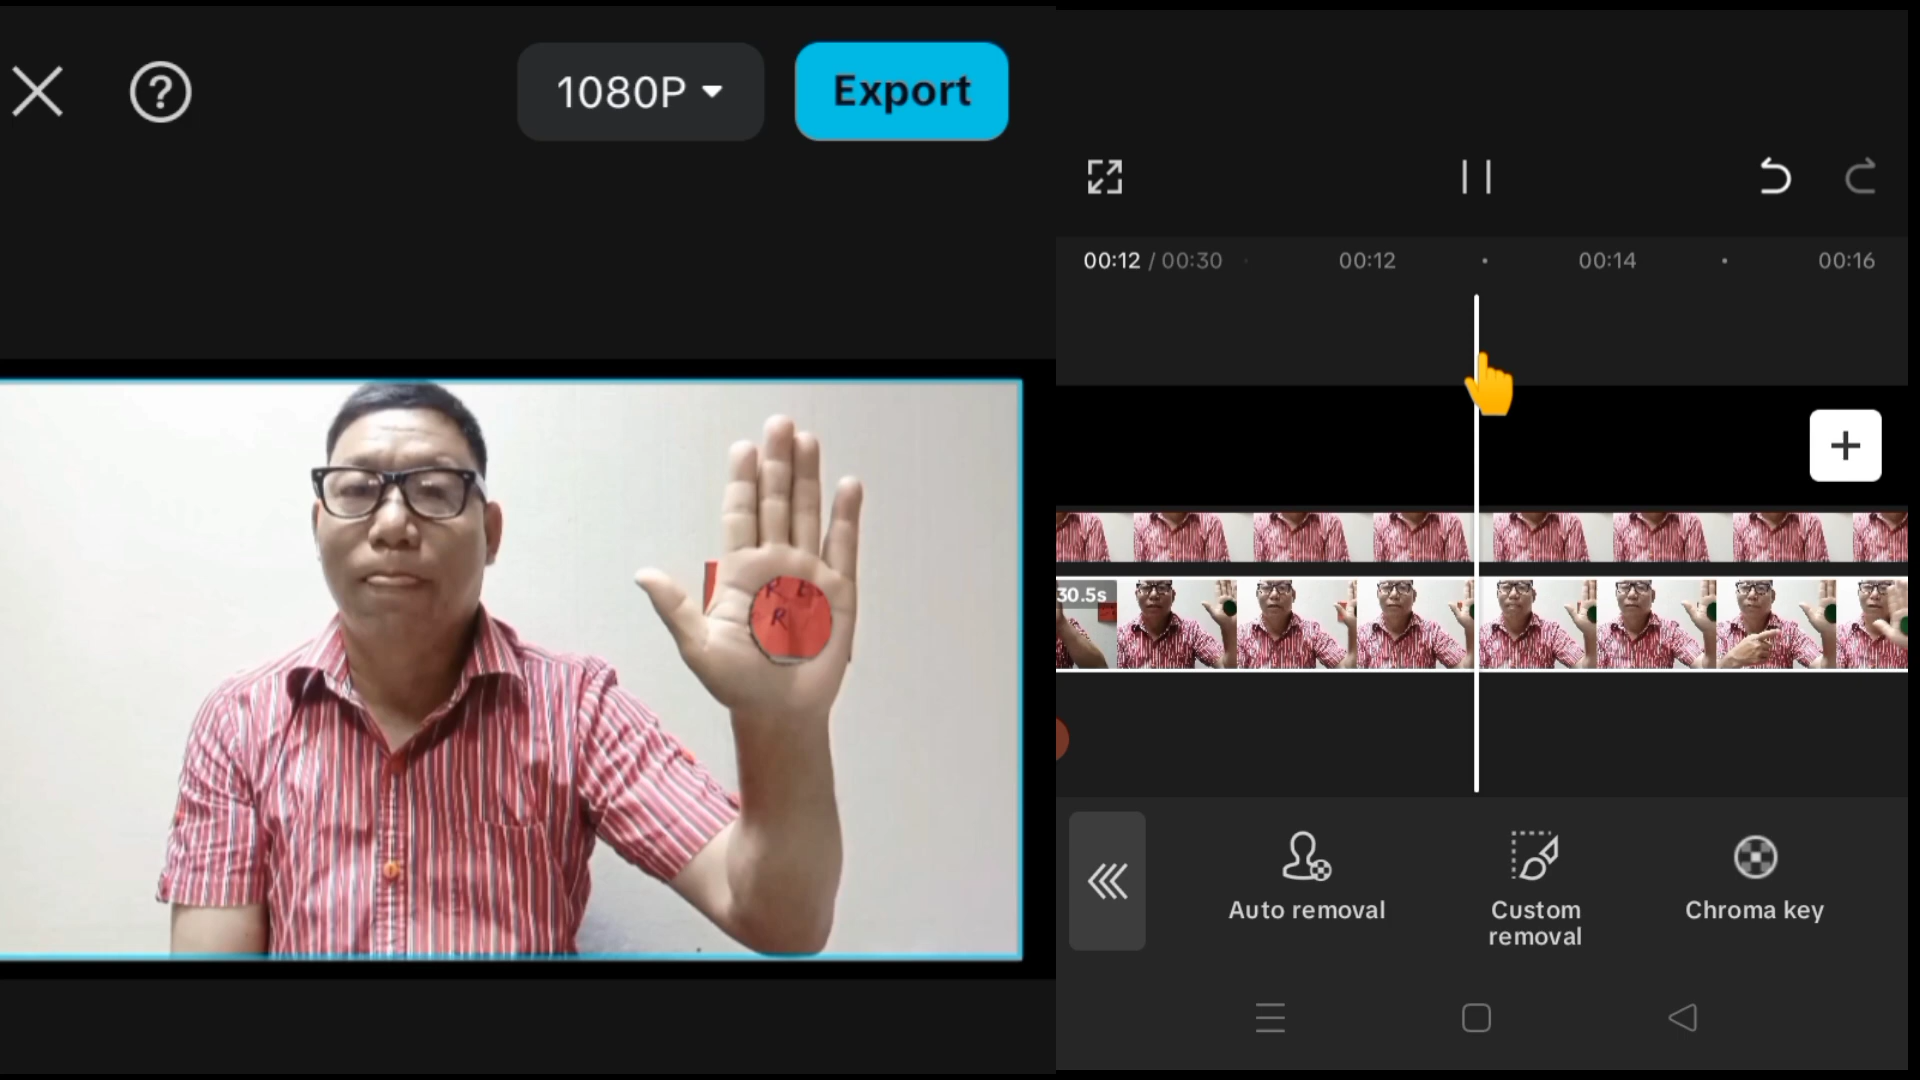 ?
1080P
Export
00:12 / 00:30
00:12
00:14
00:16
R
30.5s
Auto removal
Custom
removal
Chroma key